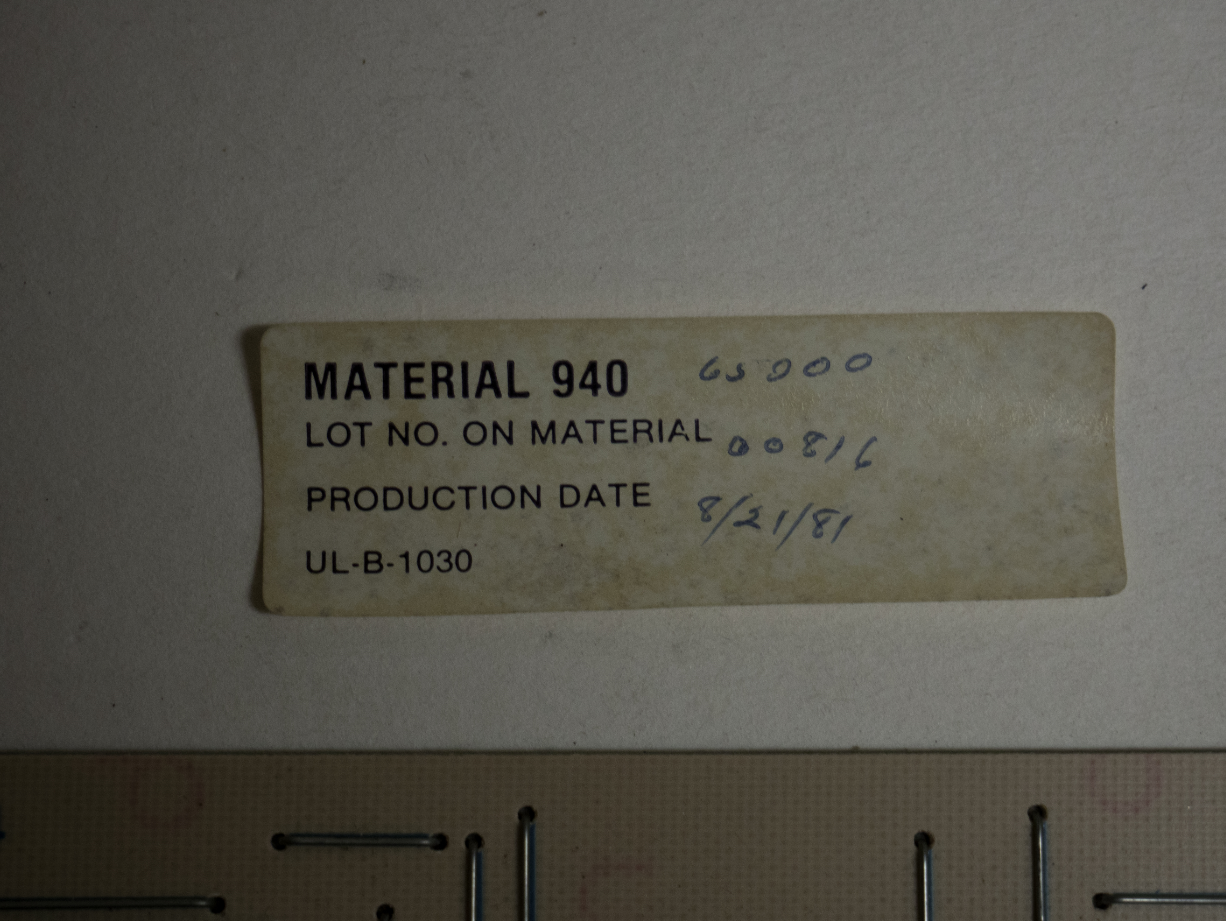 MATERIAL 940 65000
LOT NO. ON MATERIAL 00816
PRODUCTION DATE 8/21/81
UL-B-1030